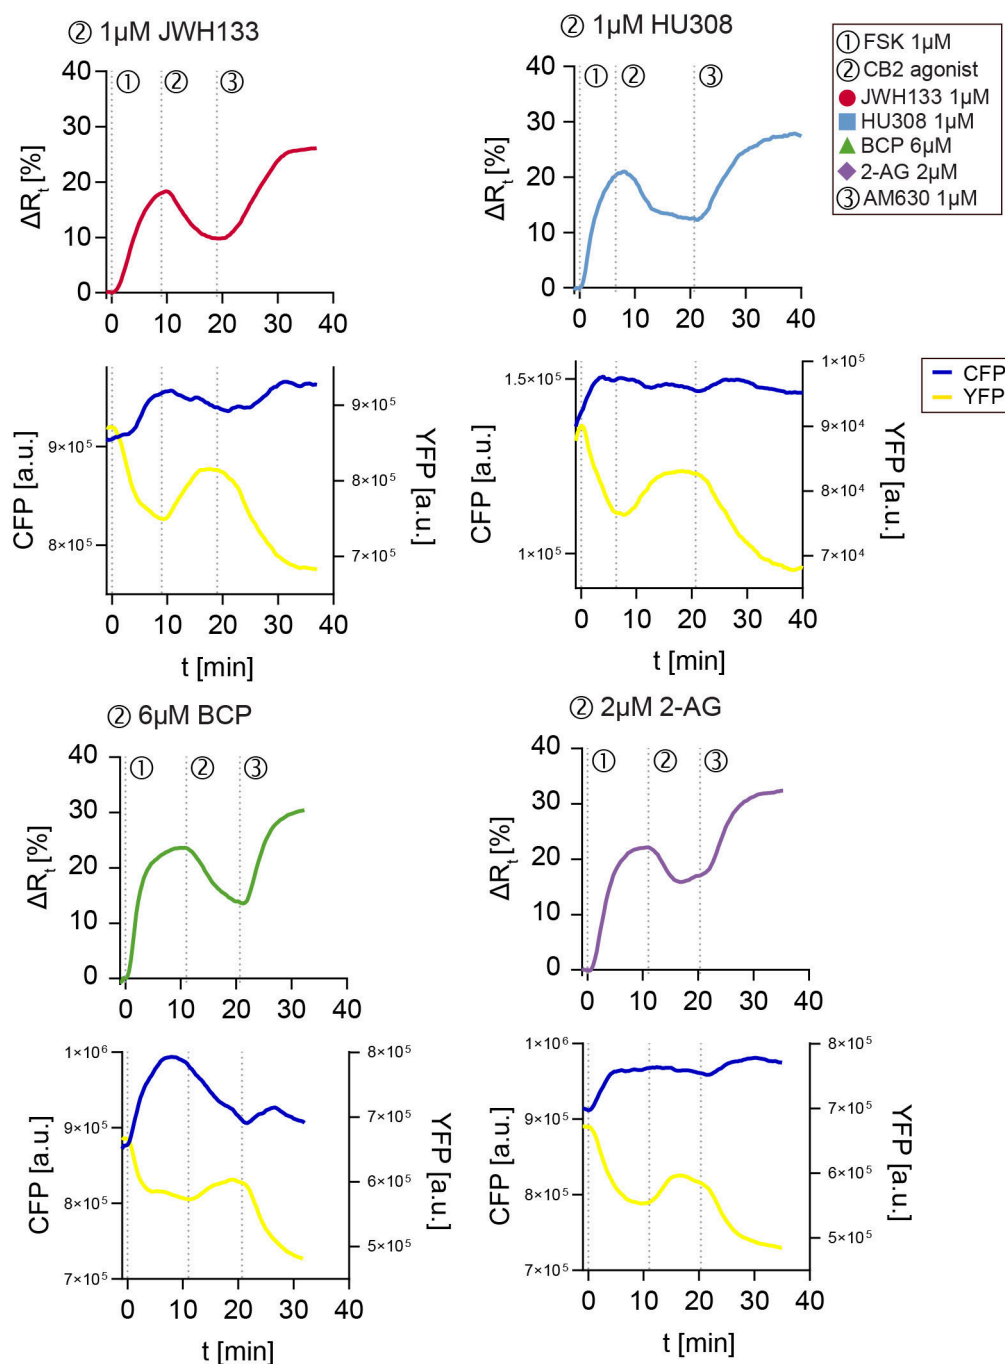 ② 1µM JWH133
40
30
20
10
0
ΔRt [%]
① ② ③
0 10 20 30 40
9×10⁵
8×10⁵
CFP [a.u.]
9×10⁵
8×10⁵
7×10⁵
YFP [a.u.]
0 10 20 30 40
t [min]
② 1µM HU308
40
30
20
10
0
ΔRt [%]
① ② ③
0 10 20 30 40
1.5×10⁵
1×10⁵
CFP [a.u.]
1×10⁵
9×10⁴
8×10⁴
7×10⁴
YFP [a.u.]
0 10 20 30 40
t [min]
① FSK 1µM
② CB2 agonist
JWH133 1µM
HU308 1µM
BCP 6µM
2-AG 2µM
③ AM630 1µM
CFP
YFP
② 6µM BCP
40
30
20
10
0
ΔRt [%]
① ② ③
0 10 20 30 40
1×10⁶
9×10⁵
8×10⁵
7×10⁵
CFP [a.u.]
8×10⁵
7×10⁵
6×10⁵
5×10⁵
YFP [a.u.]
0 10 20 30 40
t [min]
② 2µM 2-AG
40
30
20
10
0
ΔRt [%]
① ② ③
0 10 20 30 40
1×10⁶
9×10⁵
8×10⁵
7×10⁵
CFP [a.u.]
8×10⁵
7×10⁵
6×10⁵
5×10⁵
YFP [a.u.]
0 10 20 30 40
t [min]